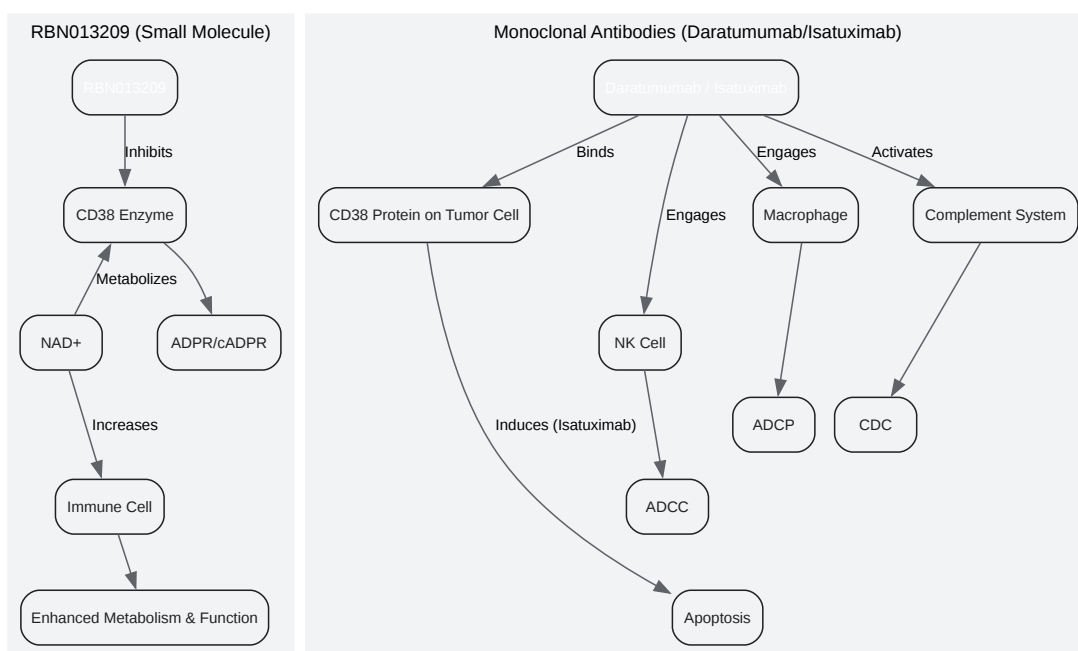 RBN013209 (Small Molecule)
RBN013209
Inhibits
CD38 Enzyme
Metabolizes
NAD+
ADPR/cADPR
Increases
Immune Cell
Enhanced Metabolism & Function
Monoclonal Antibodies (Daratumumab/Isatuximab)
Daratumumab / Isatuximab
Binds
Engages
Activates
CD38 Protein on Tumor Cell
Engages
Macrophage
Complement System
NK Cell
ADCP
CDC
Induces (Isatuximab)
ADCC
Apoptosis